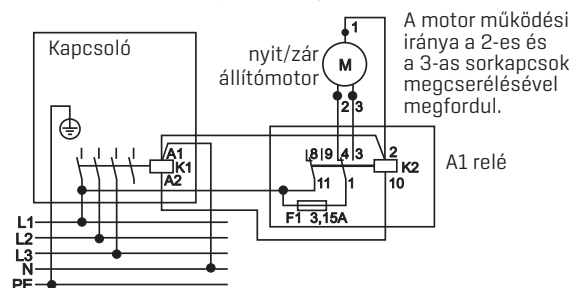 A motor működési
iránya a 2-es és
a 3-as sorkapcsok
megcserélésével
megfordul.
Kapcsoló
nyit/zár
állítómotor
1
M
2 3
A1
K1
A2
8 9 4 3 2
K2
11 1 10
F1 3,15A
A1 relé
L1
L2
L3
N
PE